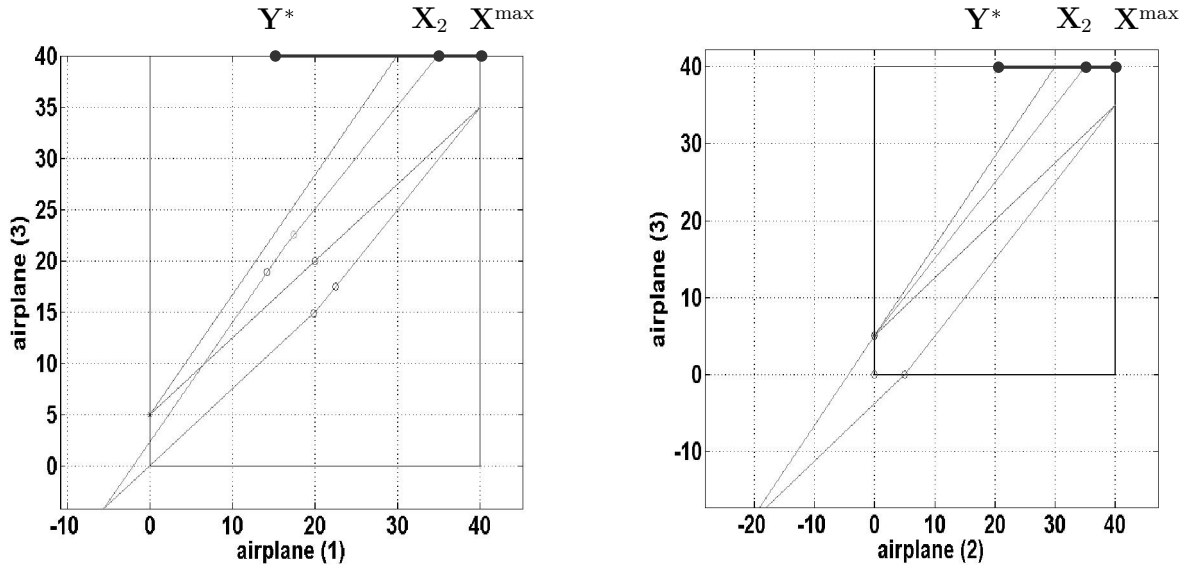 Y* X₂ Xᵐᵃˣ
40
35
30
25
20
15
10
5
0
-10 0 10 20 30 40
airplane (3)
airplane (1)
Y* X₂ Xᵐᵃˣ
40
30
20
10
0
-10
-20 -10 0 10 20 30 40
airplane (3)
airplane (2)